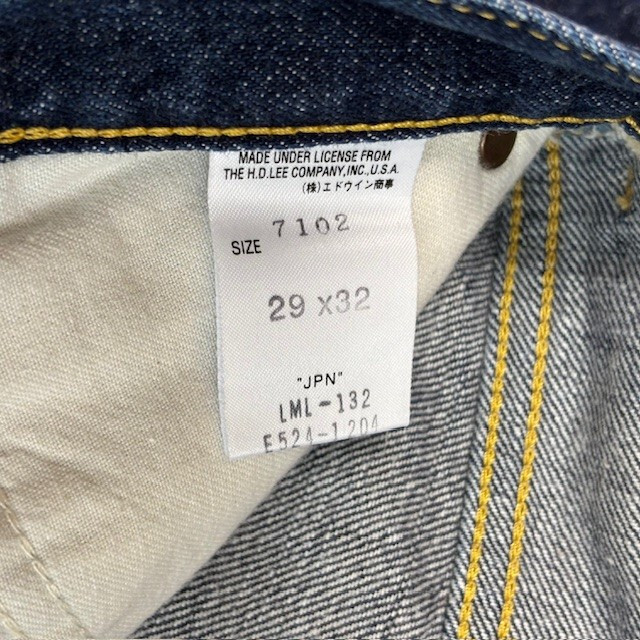 MADE UNDER LICENSE FROM
THE H.D.LEE COMPANY,INC.,U.S.A.
(株)エドウイン商事
7102
SIZE
29 x32
"JPN"
LML-132
E524-1204